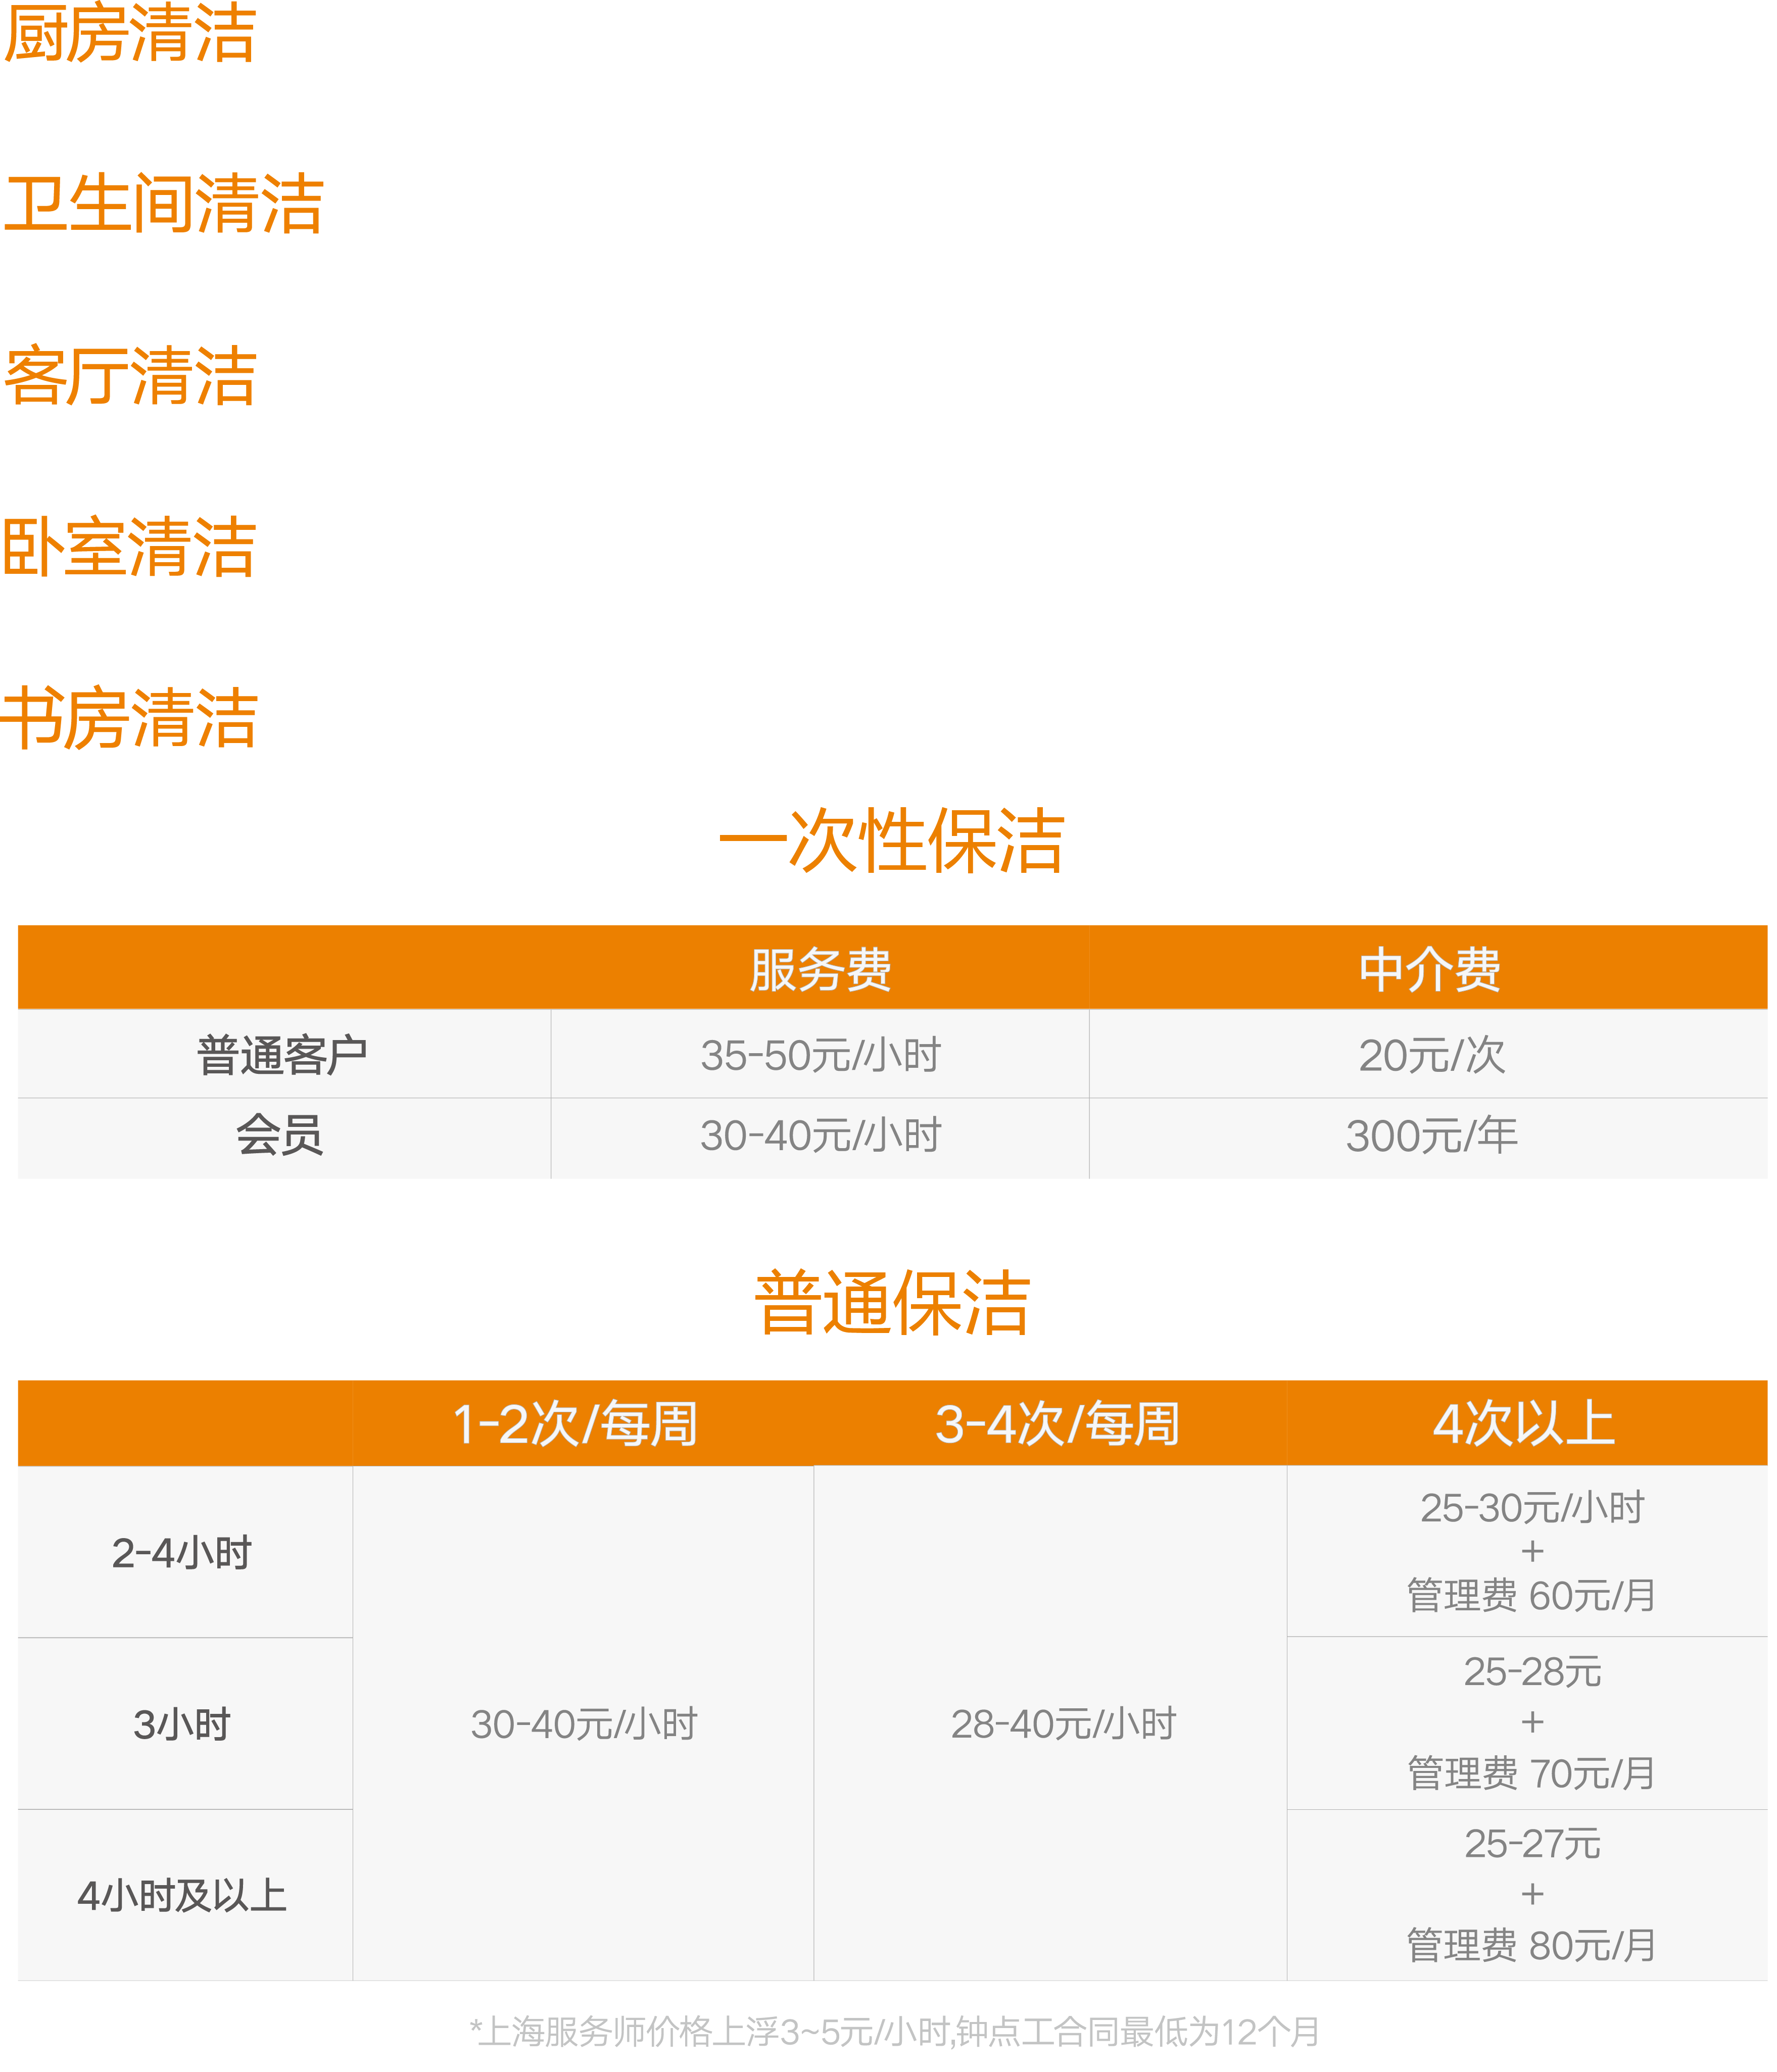 厨房清洁
卫生间清洁
客厅清洁
卧室清洁
书房清洁
一次性保洁
服务费 中介费
普通客户 35-50元/小时 20元/次
会员 30-40元/小时 300元/年
普通保洁
1-2次/每周 3-4次/每周 4次以上
2-4小时
25-30元/小时
+
管理费 60元/月
3小时 30-40元/小时 28-40元/小时
25-28元
+
管理费 70元/月
4小时及以上
25-27元
+
管理费 80元/月
*上海服务师价格上浮3~5元/小时,钟点工合同最低为12个月